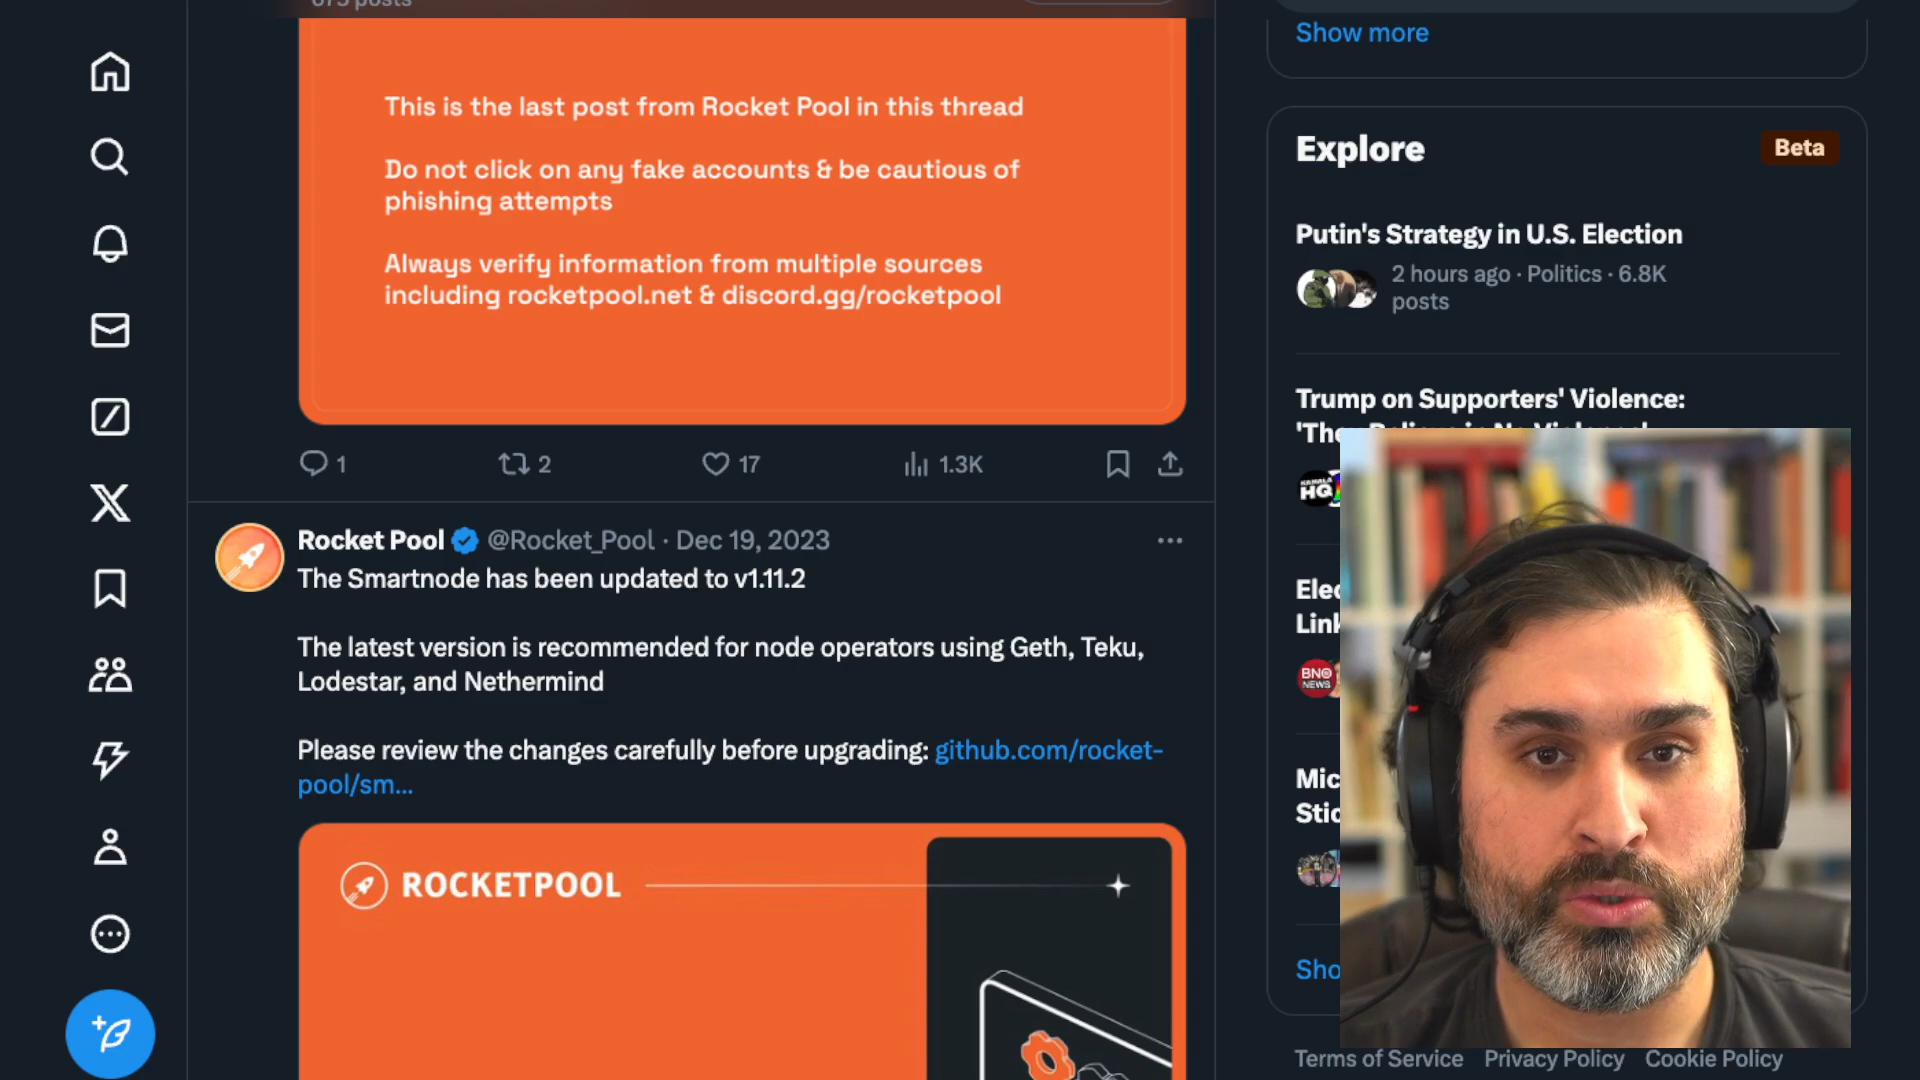 This is the last post from Rocket Pool in this thread
Do not click on any fake accounts & be cautious of
phishing attempts
Always verify information from multiple sources
including rocketpool.net & discord.gg/rocketpool
1
2
17
1.3K
Rocket Pool @Rocket_Pool · Dec 19, 2023
The Smartnode has been updated to v1.11.2
The latest version is recommended for node operators using Geth, Teku,
Lodestar, and Nethermind
Please review the changes carefully before upgrading: github.com/rocket-
pool/sm...
ROCKETPOOL
Show more
Explore
Beta
Putin's Strategy in U.S. Election
2 hours ago · Politics · 6.8K
posts
Trump on Supporters' Violence:
HQ
BNO
NEWS
Terms of Service Privacy Policy Cookie Policy